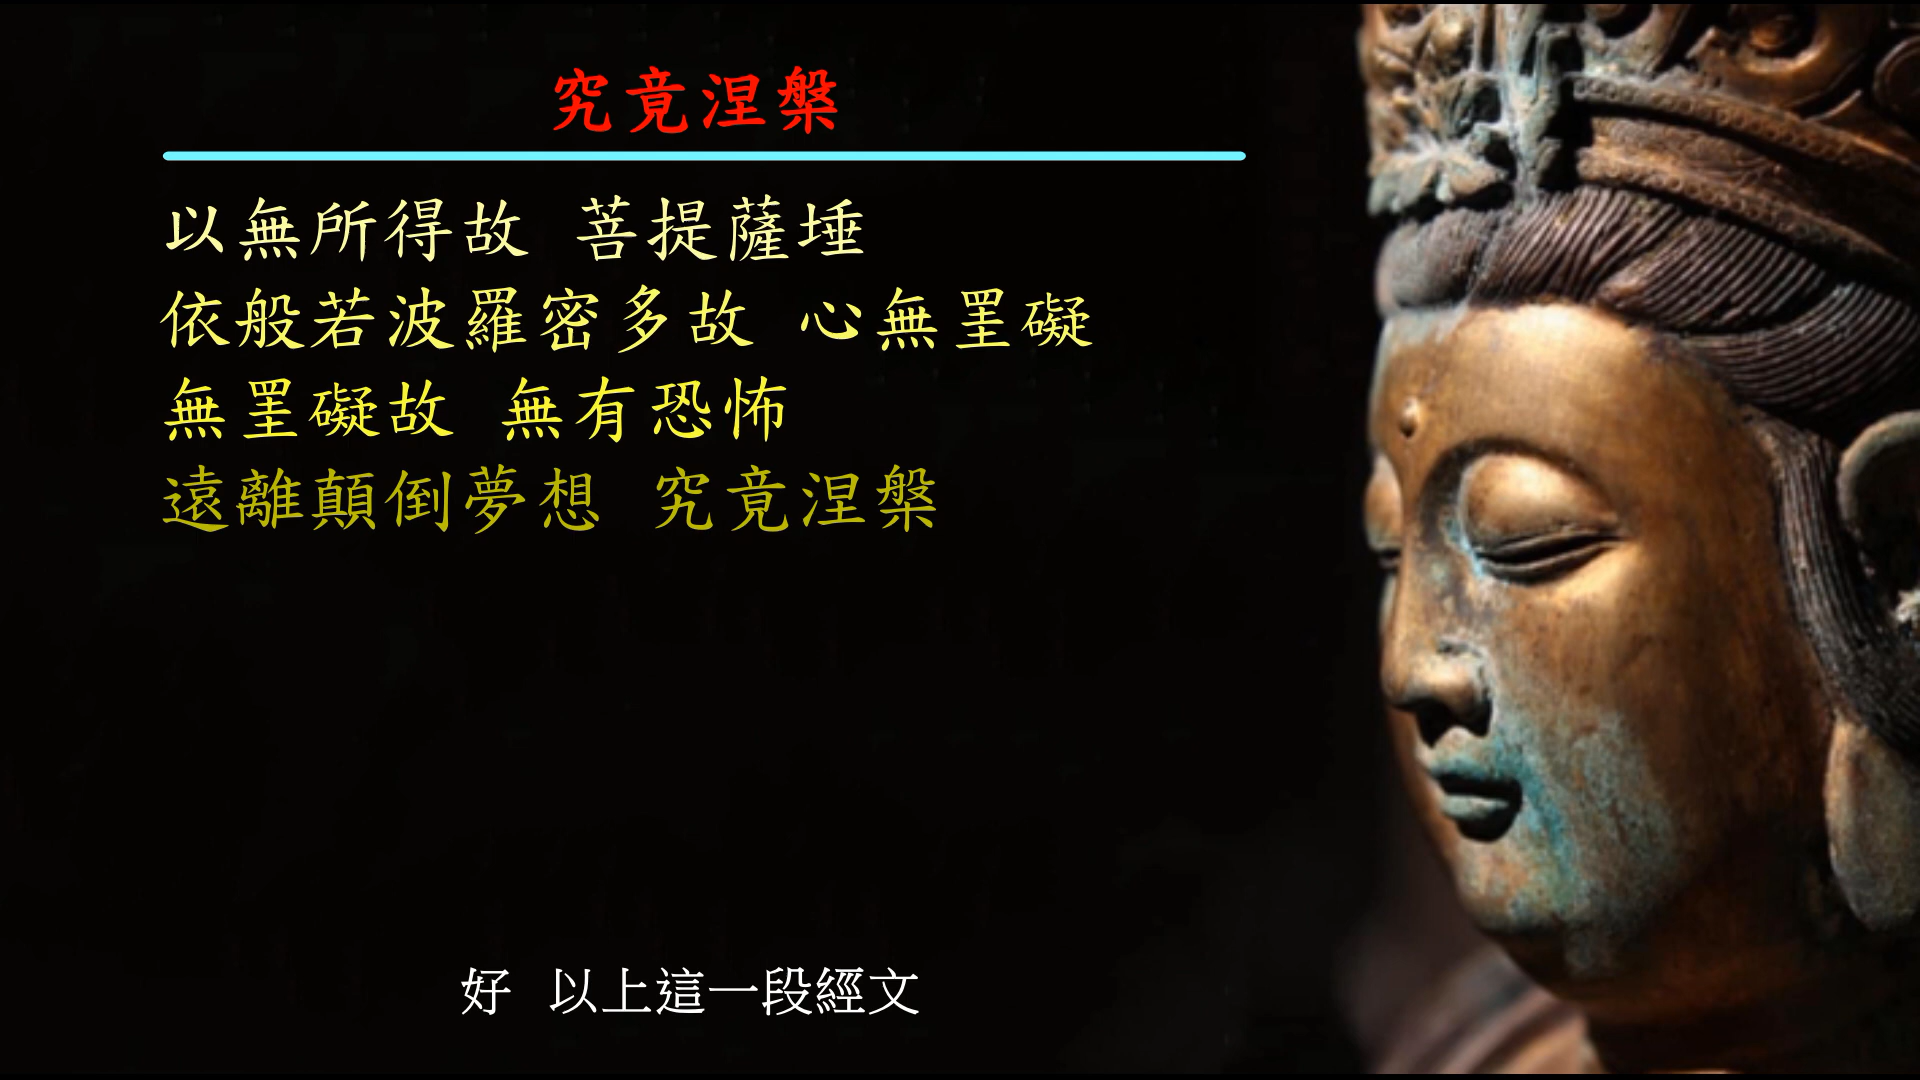 究竟涅槃
以無所得故 菩提薩埵
依般若波羅密多故 心無罣礙
無罣礙故 無有恐怖
遠離顛倒夢想 究竟涅槃
好 以上這一段經文